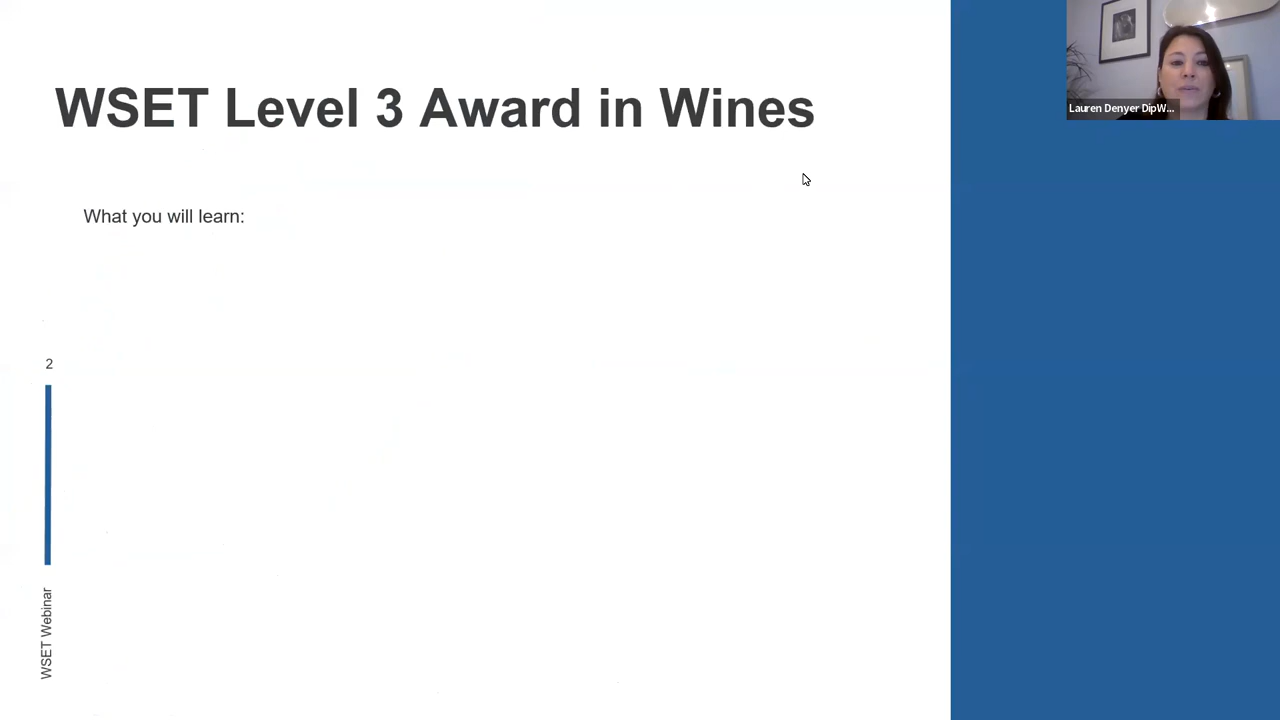 WSET Level 3 Award in Wines
Lauren Denyer DipW...
What you will learn:
2
WSET Webinar